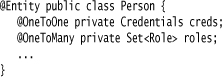 @Entity public class Person {
@OneToOne private Credentials creds;
@OneToMany private Set<Role> roles;
...
}